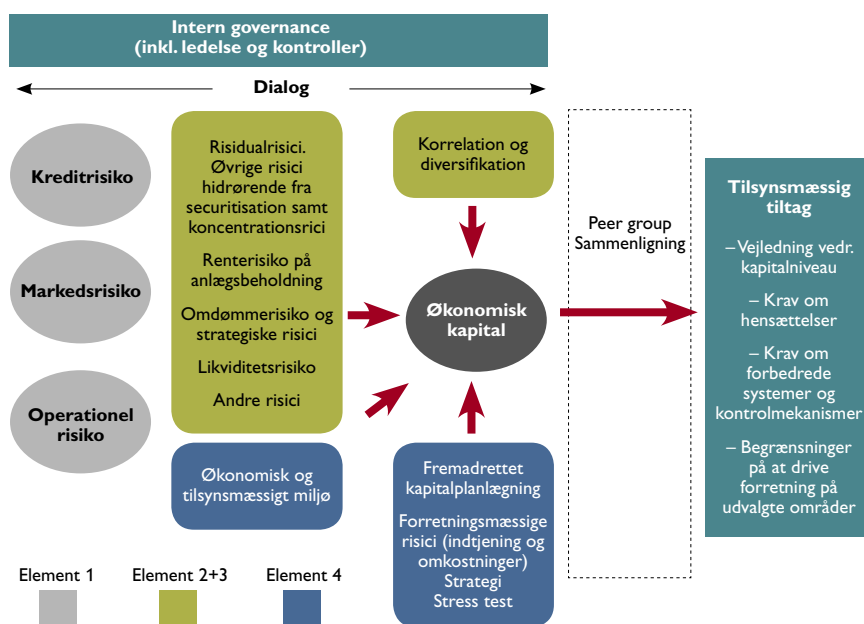 Intern governance
(inkl. ledelse og kontroller)
Dialog
Kreditrisiko
Markedsrisiko
Operationel
risiko
Risidualrisici.
Øvrige risici
hidrørende fra
securitisation samt
koncentrationsrici
Renterisiko på
anlægsbeholdning
Omdømmerisiko og
strategiske risici
Likviditetsrisiko
Andre risici
Økonomisk og
tilsynsmæssigt miljø
Korrelation og
diversifikation
Økonomisk
kapital
Fremadrettet
kapitalplanlægning
Forretningsmæssige
risici (indtjening og
omkostninger)
Strategi
Stress test
Peer group
Sammenligning
Tilsynsmæssig
tiltag
– Vejledning vedr.
kapitalniveau
– Krav om
hensættelser
– Krav om
forbedrede
systemer og
kontrolmekanismer
– Begrænsninger
på at drive
forretning på
udvalgte områder
Element 1
Element 2+3
Element 4